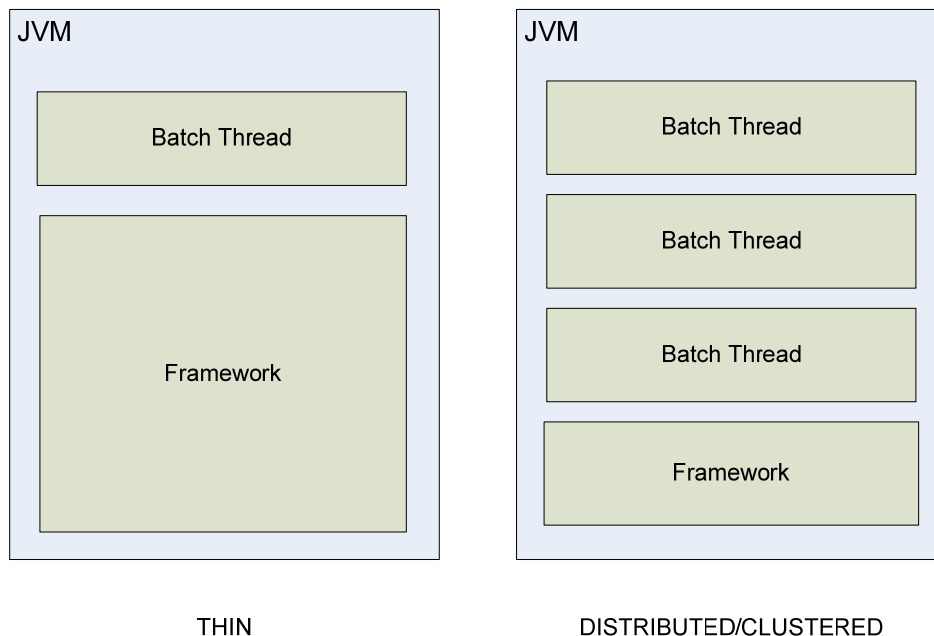 JVM
Batch Thread
Framework
THIN
JVM
Batch Thread
Batch Thread
Batch Thread
Framework
DISTRIBUTED/CLUSTERED